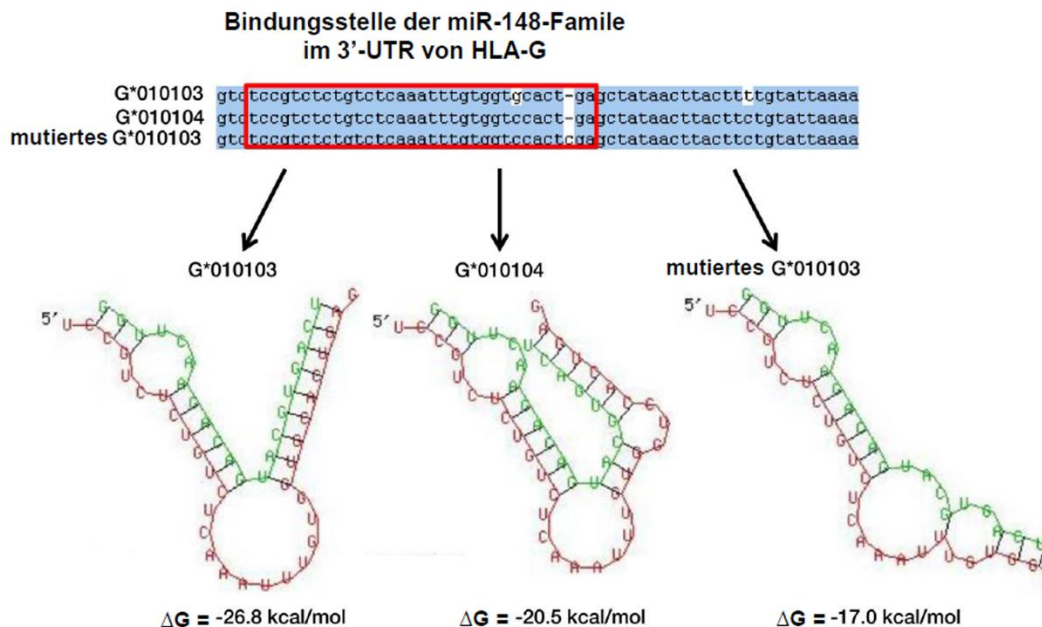 Bindungsstelle der miR-148-Famile
im 3’-UTR von HLA-G
G*010103 gtctccgtctctgtctcaaatttgtggtgcact-gagctataacttacttttgtattaaaa
G*010104 gtctccgtctctgtctcaaatttgtggtccact-gagctataacttacttctgtattaaaa
mutiertes G*010103 gtctccgtctctgtctcaaatttgtggtccactcgagctataacttacttctgtattaaaa
G*010103
G*010104
mutiertes G*010103
5'
5'
5'
ΔG = -26.8 kcal/mol
ΔG = -20.5 kcal/mol
ΔG = -17.0 kcal/mol